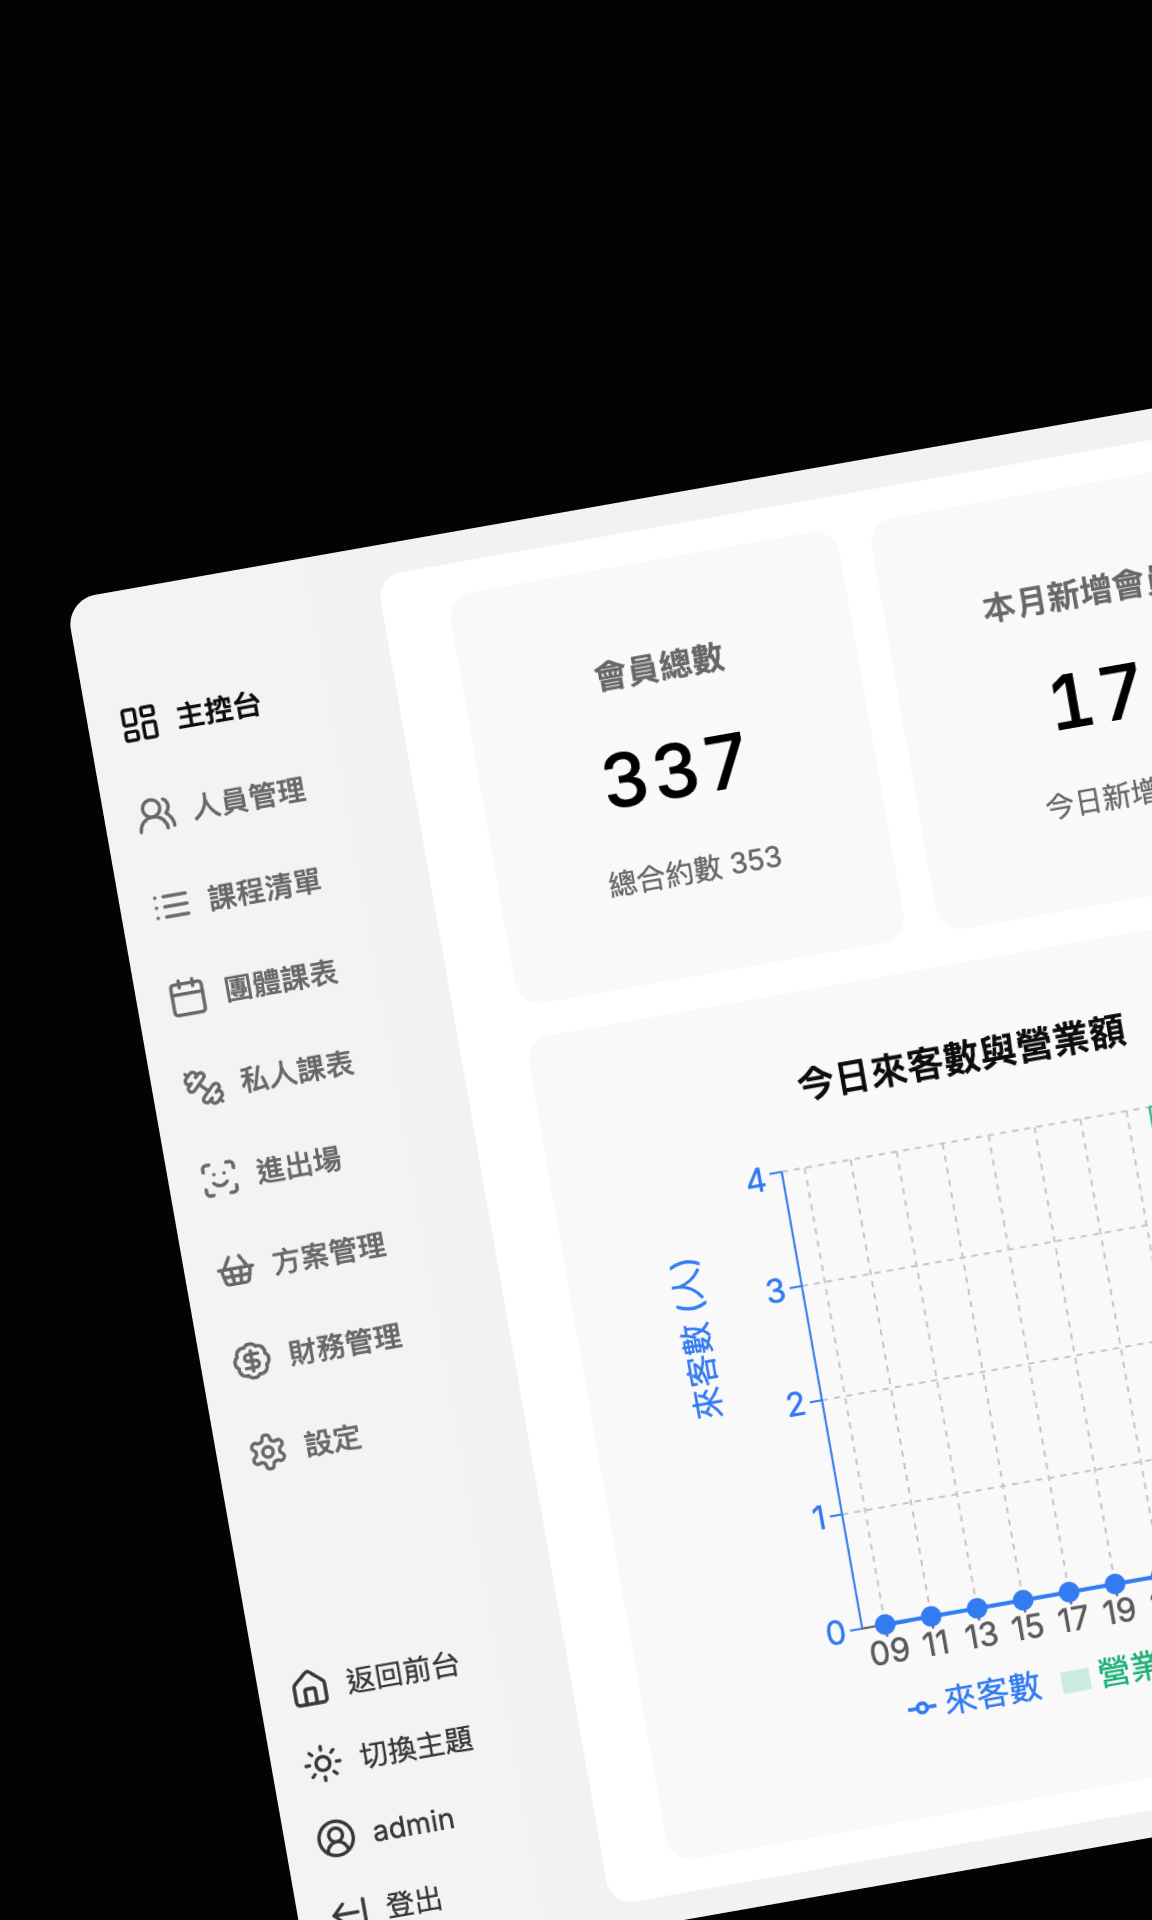 主控台
人員管理
課程清單
團體課表
私人課表
進出場
方案管理
財務管理
設定
返回前台
切換主題
admin
登出
會員總數
337
總合約數 353
本月新增會員
17
今日新增
今日來客數與營業額
來客數 (人)
4
3
2
1
0
09 11 13 15 17 19
來客數 營業